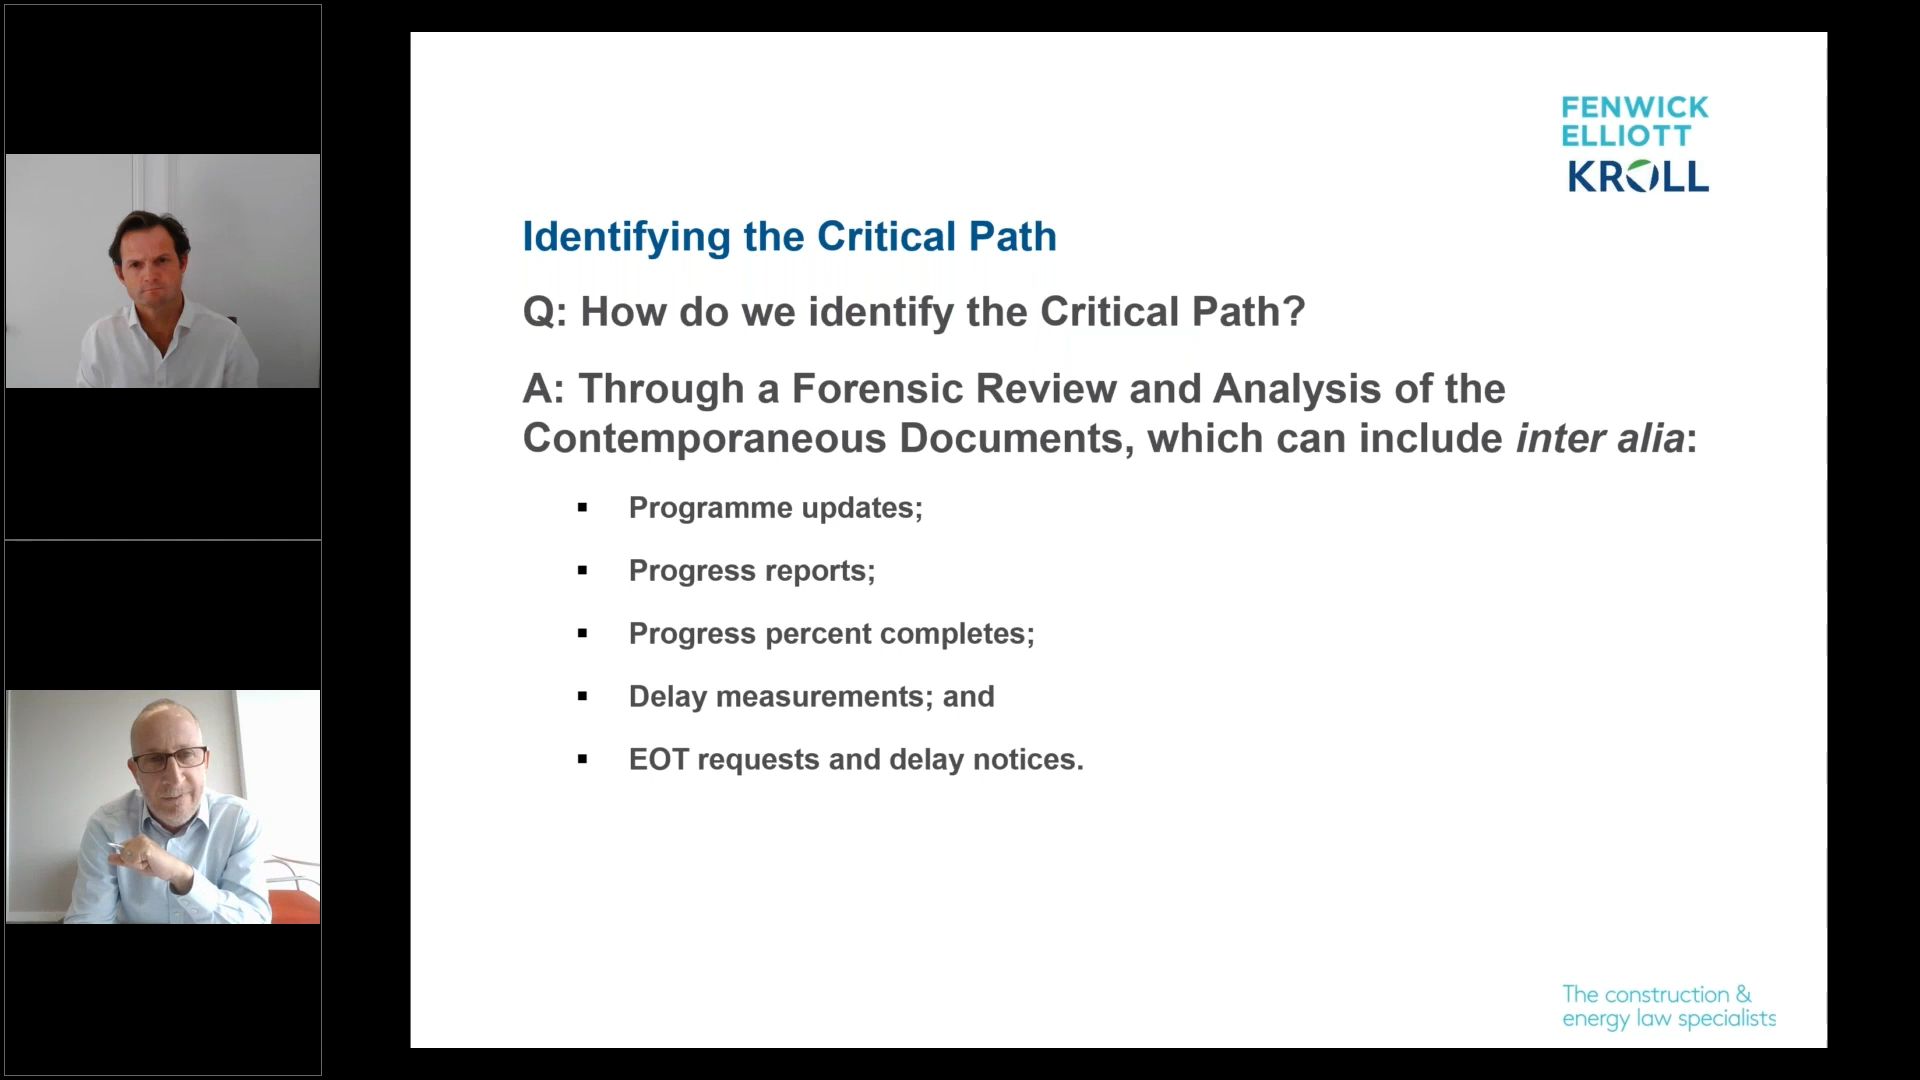 FENWICK
ELLIOTT
KROLL
Identifying the Critical Path
Q: How do we identify the Critical Path?
A: Through a Forensic Review and Analysis of the
Contemporaneous Documents, which can include inter alia:
▪ Programme updates;
▪ Progress reports;
▪ Progress percent completes;
▪ Delay measurements; and
▪ EOT requests and delay notices.
The construction &
energy law specialists